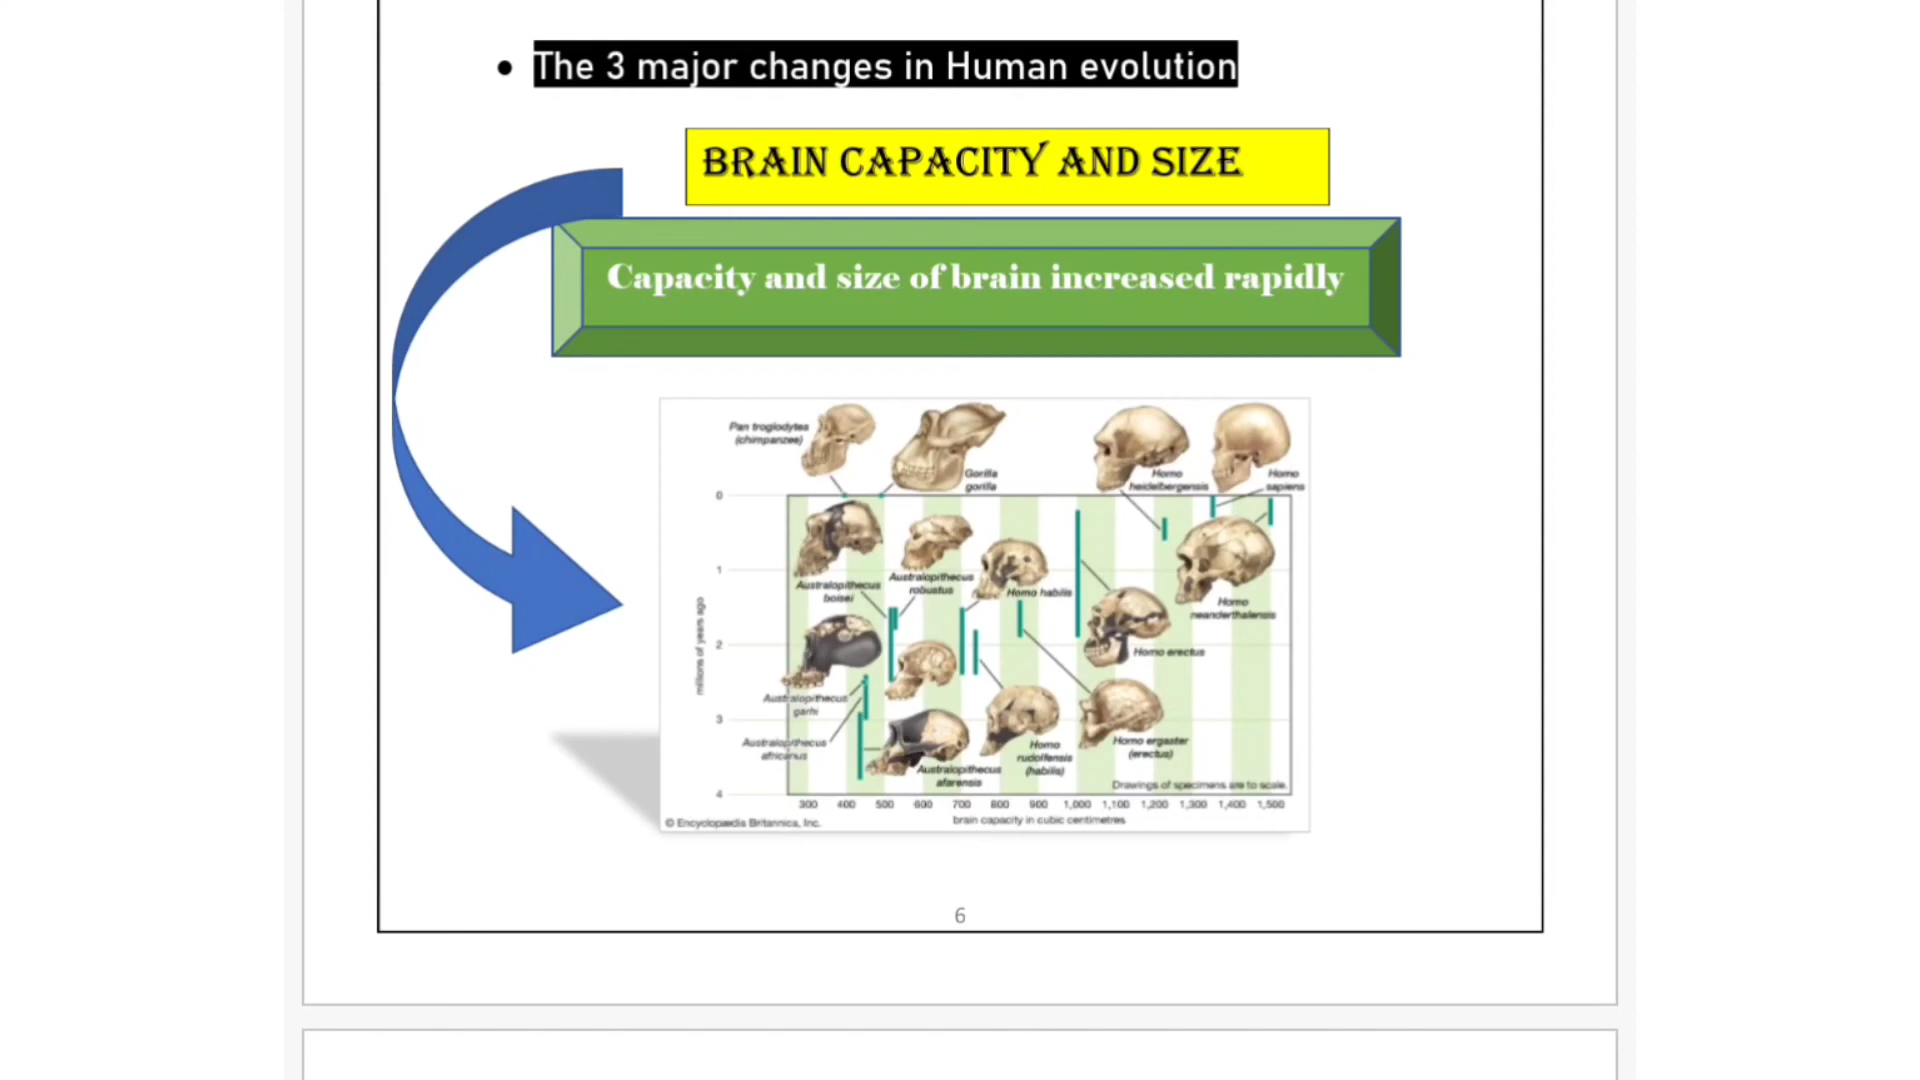 The 3 major changes in Human evolution
BRAIN CAPACITY AND SIZE
Capacity and size of brain increased rapidly
Pan troglodytes
(chimpanzee)
Gorilla
gorilla
Homo
heidelbergensis
Homo
sapiens
0
Australopithecus
boisei
Australopithecus
robustus
Homo habilis
Homo
neanderthalensis
1
millions of years ago
2
Homo erectus
Australopithecus
garhi
3
Australopithecus
africanus
Australopithecus
afarensis
Homo
rudolfensis
(habilis)
Homo ergaster
(erectus)
Drawings of specimens are to scale.
4
300 400 500 600 700 800 900 1,000 1,100 1,200 1,300 1,400 1,500
brain capacity in cubic centimetres
© Encyclopædia Britannica, Inc.
6